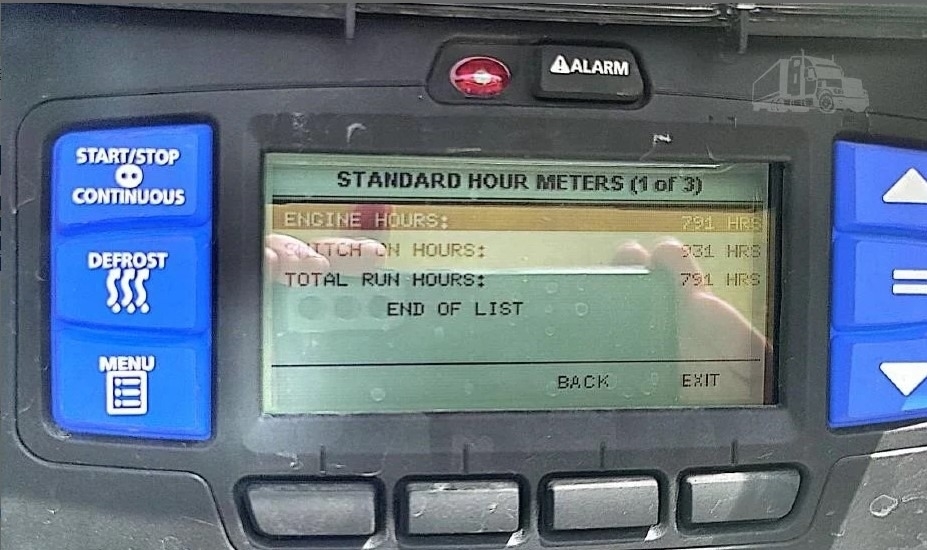 ALARM
START/STOP
CONTINUOUS
DEFROST
MENU
STANDARD HOUR METERS (1 of 3)
ENGINE HOURS: 791 HRS
SWITCH ON HOURS: 931 HRS
TOTAL RUN HOURS: 791 HRS
END OF LIST
BACK EXIT